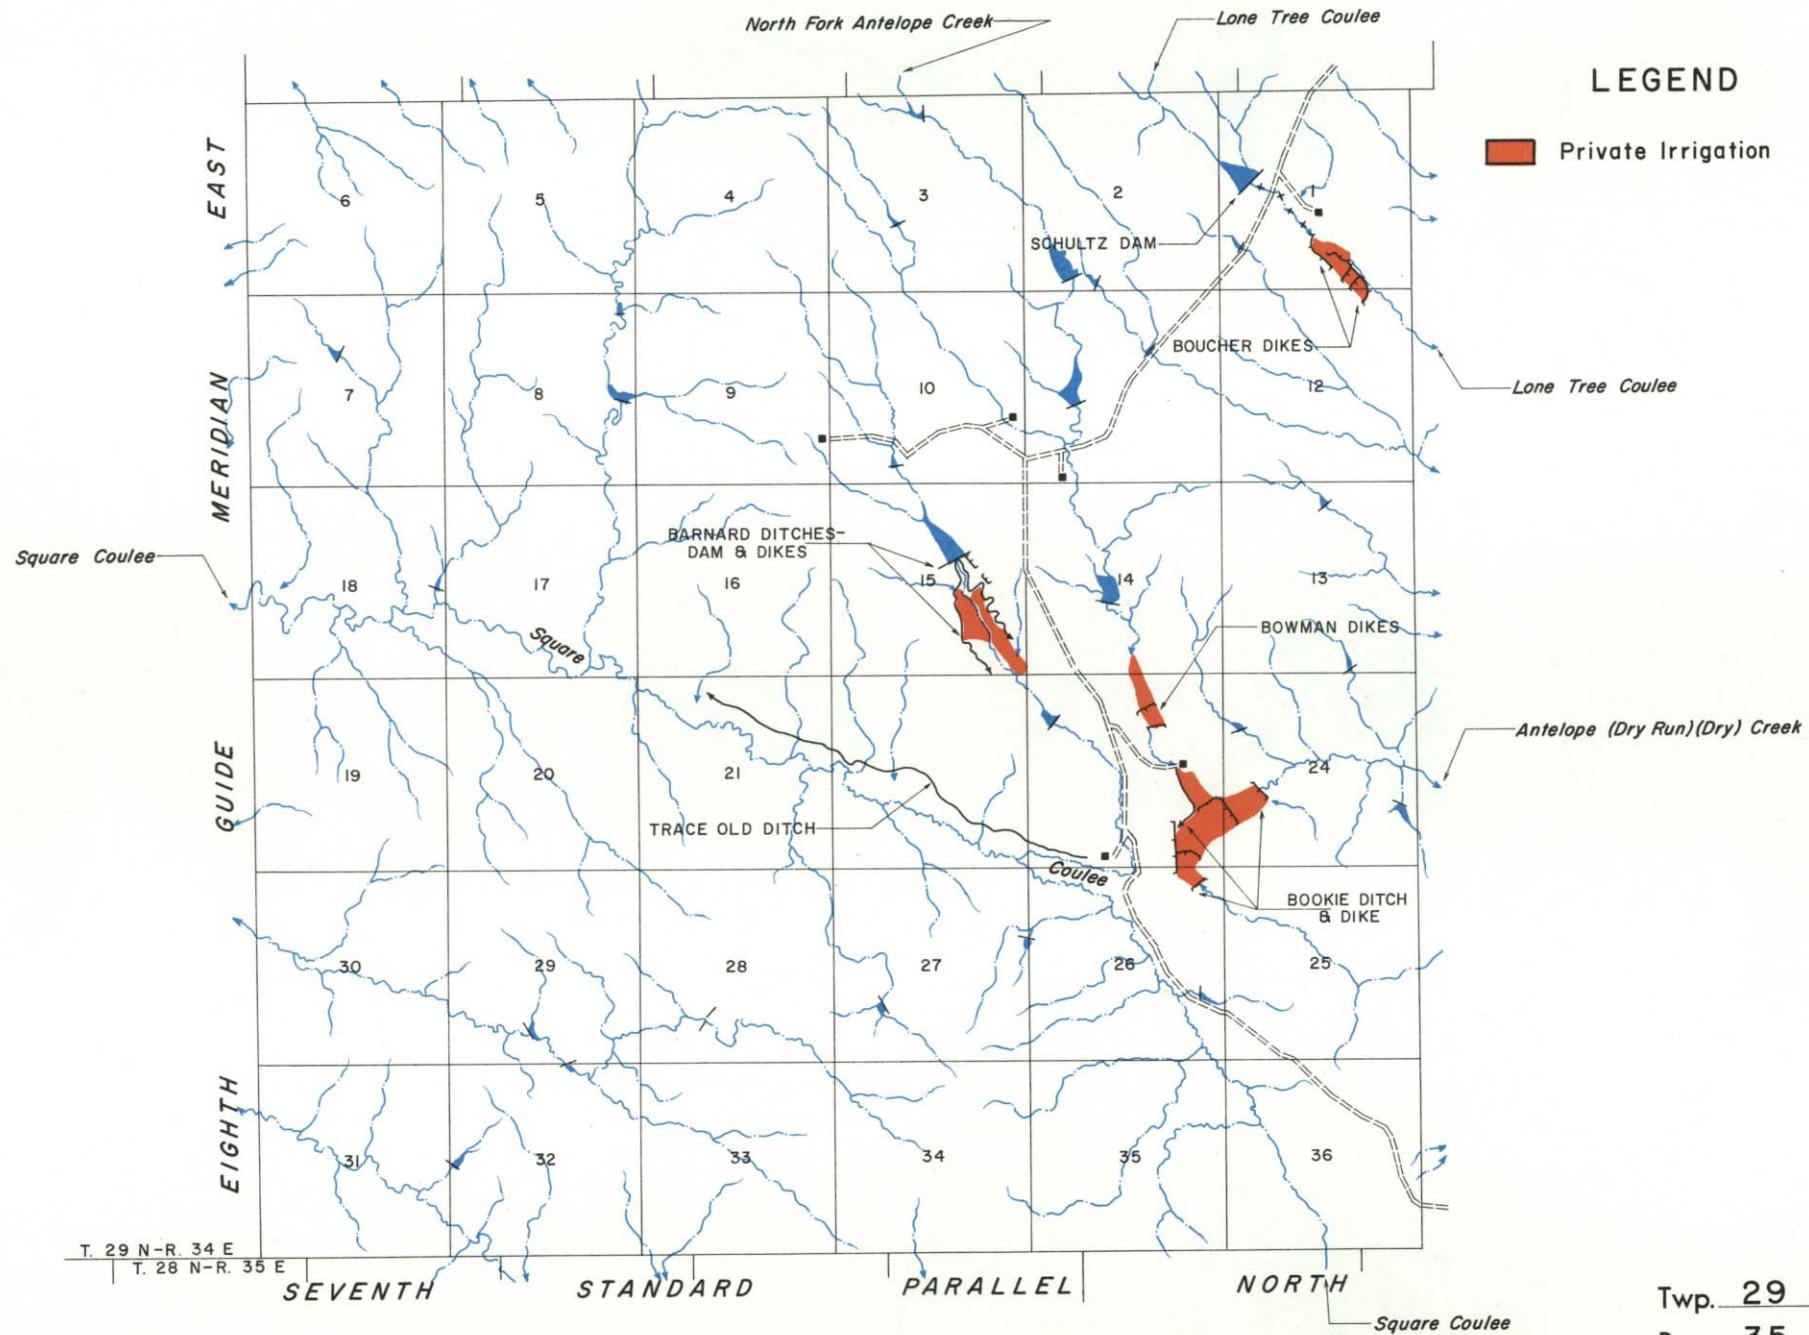 North Fork Antelope Creek
Lone Tree Coulee
LEGEND
Private Irrigation
EAST
MERIDIAN
GUIDE
EIGHTH
6
5
4
3
2
1
SCHULTZ DAM
BOUCHER DIKES
7
8
9
10
12
Lone Tree Coulee
BARNARD DITCHES-
DAM & DIKES
Square Coulee
18
17
16
15
14
13
Square
BOWMAN DIKES
Antelope (Dry Run)(Dry) Creek
19
20
21
24
TRACE OLD DITCH
Coulee
BOOKIE DITCH
& DIKE
30
29
28
27
26
25
31
32
33
34
35
36
T. 29 N-R. 34 E
T. 28 N-R. 35 E
SEVENTH STANDARD PARALLEL NORTH
Square Coulee
Twp. 29
35